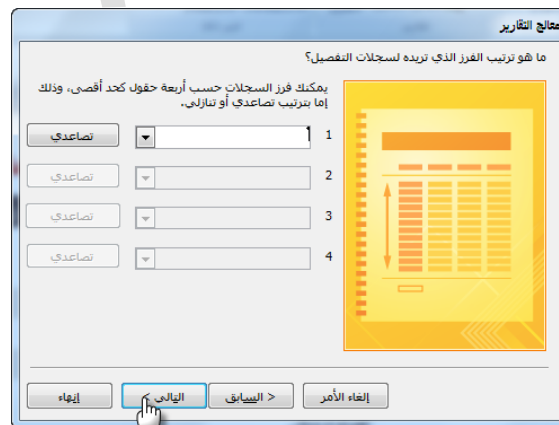 معالج التقارير
ما هو ترتيب الفرز الذي تريده لسجلات التفصيل؟
يمكنك فرز السجلات حسب أربعة حقول كحد أقصى، وذلك
إما بترتيب تصاعدي أو تنازلي.
1 تصاعدي
2 تصاعدي
3 تصاعدي
4 تصاعدي
إلغاء الأمر < السابق التالي > إنهاء